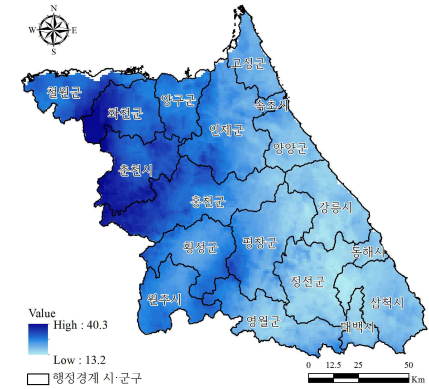 N
W E
S
고성군
철원군
화천군
양구군
속초시
인제군
양양군
춘천시
홍천군
강릉시
횡성군
평창군
동해시
정선군
원주시
삼척시
영월군
태백시
Value
High : 40.3
Low : 13.2
행정경계 시·군구
0 12.5 25 50
Km